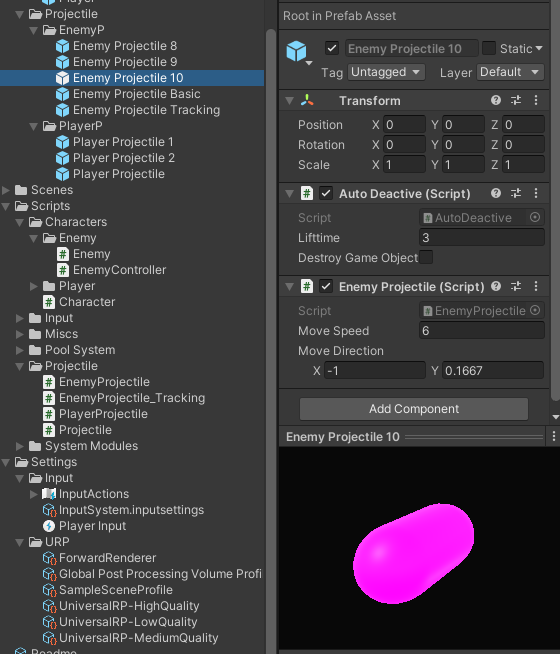 Player
Projectile
EnemyP
Enemy Projectile 8
Enemy Projectile 9
Enemy Projectile 10
Enemy Projectile Basic
Enemy Projectile Tracking
PlayerP
Player Projectile 1
Player Projectile 2
Player Projectile
Scenes
Scripts
Characters
Enemy
Enemy
EnemyController
Player
Character
Input
Miscs
Pool System
Projectile
EnemyProjectile
EnemyProjectile_Tracking
PlayerProjectile
Projectile
System Modules
Settings
Input
InputActions
InputSystem.inputsettings
Player Input
URP
ForwardRenderer
Global Post Processing Volume Profi
SampleSceneProfile
UniversalRP-HighQuality
UniversalRP-LowQuality
UniversalRP-MediumQuality
Readme
Root in Prefab Asset
Enemy Projectile 10 Static
Tag Untagged Layer Default
Transform
Position X 0 Y 0 Z 0
Rotation X 0 Y 0 Z 0
Scale X 1 Y 1 Z 1
# Auto Deactive (Script)
Script # AutoDeactive
Lifttime 3
Destroy Game Object
# Enemy Projectile (Script)
Script # EnemyProjectile
Move Speed 6
Move Direction
X -1 Y 0.1667
Add Component
Enemy Projectile 10